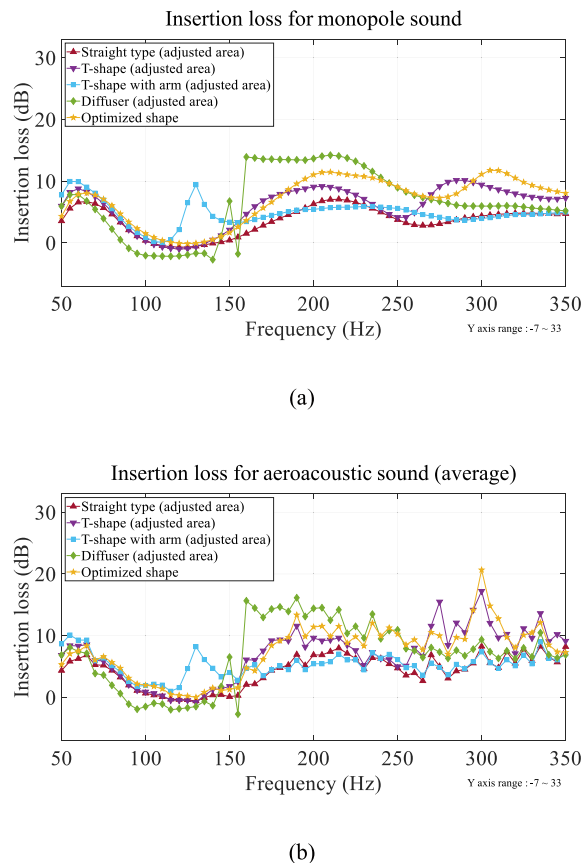 Insertion loss for monopole sound
Insertion loss (dB)
30
20
10
0
Straight type (adjusted area)
T-shape (adjusted area)
T-shape with arm (adjusted area)
Diffuser (adjusted area)
Optimized shape
50 100 150 200 250 300 350
Frequency (Hz)
Y axis range : -7 ~ 33
(a)
Insertion loss for aeroacoustic sound (average)
Insertion loss (dB)
30
20
10
0
Straight type (adjusted area)
T-shape (adjusted area)
T-shape with arm (adjusted area)
Diffuser (adjusted area)
Optimized shape
50 100 150 200 250 300 350
Frequency (Hz)
Y axis range : -7 ~ 33
(b)